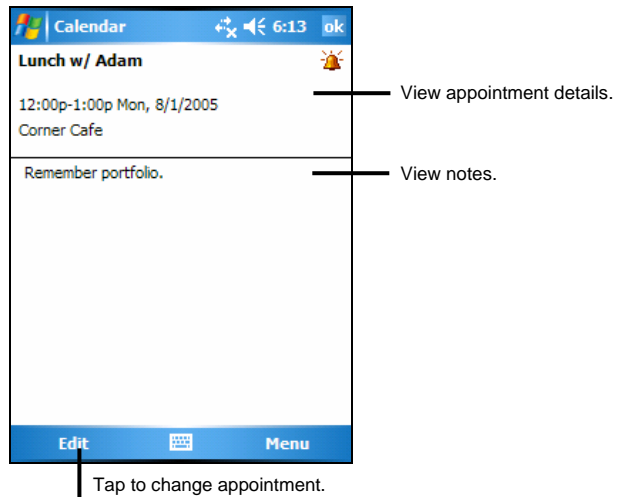 Calendar 6:13 ok
Lunch w/ Adam
12:00p-1:00p Mon, 8/1/2005
View appointment details.
Corner Cafe
Remember portfolio.
View notes.
Edit Menu
Tap to change appointment.